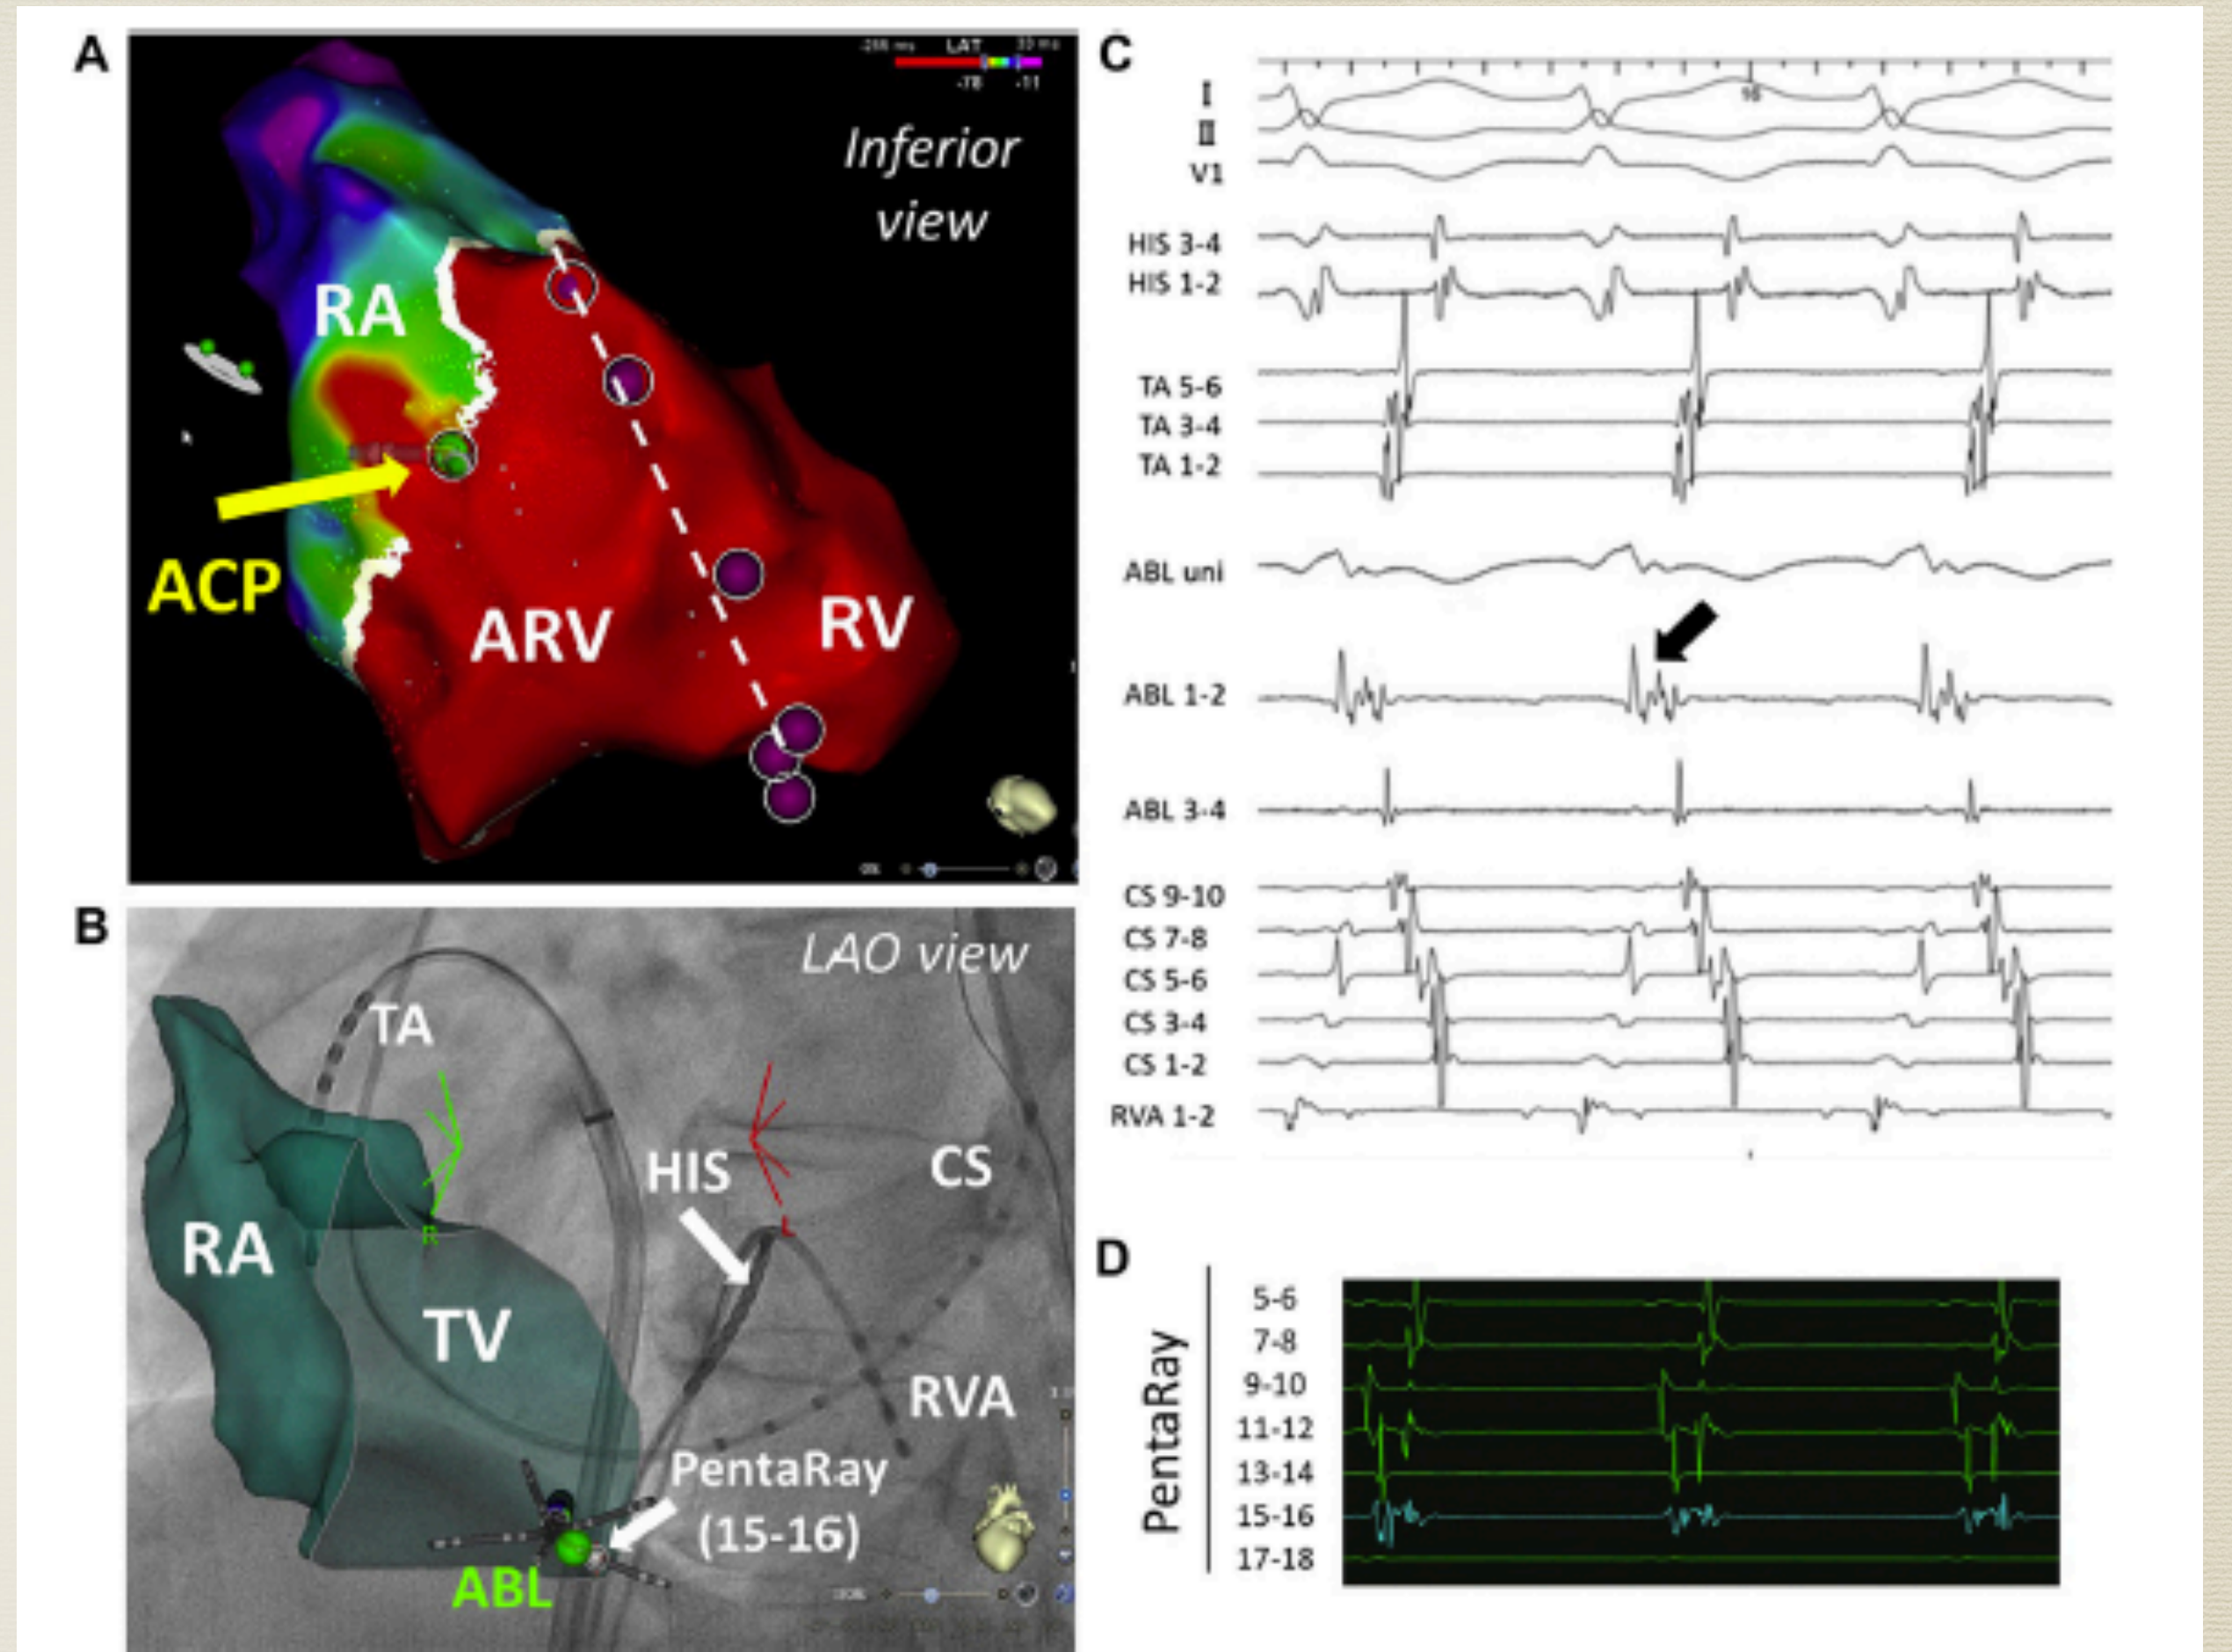 A
LAT
-78 -11
Inferior
view
RA
ACP
ARV
RV
B
LAO view
TA
HIS
CS
R
L
RA
TV
RVA
PentaRay
(15-16)
ABL
C
I
II
V1
16
HIS 3-4
HIS 1-2
TA 5-6
TA 3-4
TA 1-2
ABL uni
ABL 1-2
ABL 3-4
CS 9-10
CS 7-8
CS 5-6
CS 3-4
CS 1-2
RVA 1-2
D
PentaRay
5-6
7-8
9-10
11-12
13-14
15-16
17-18